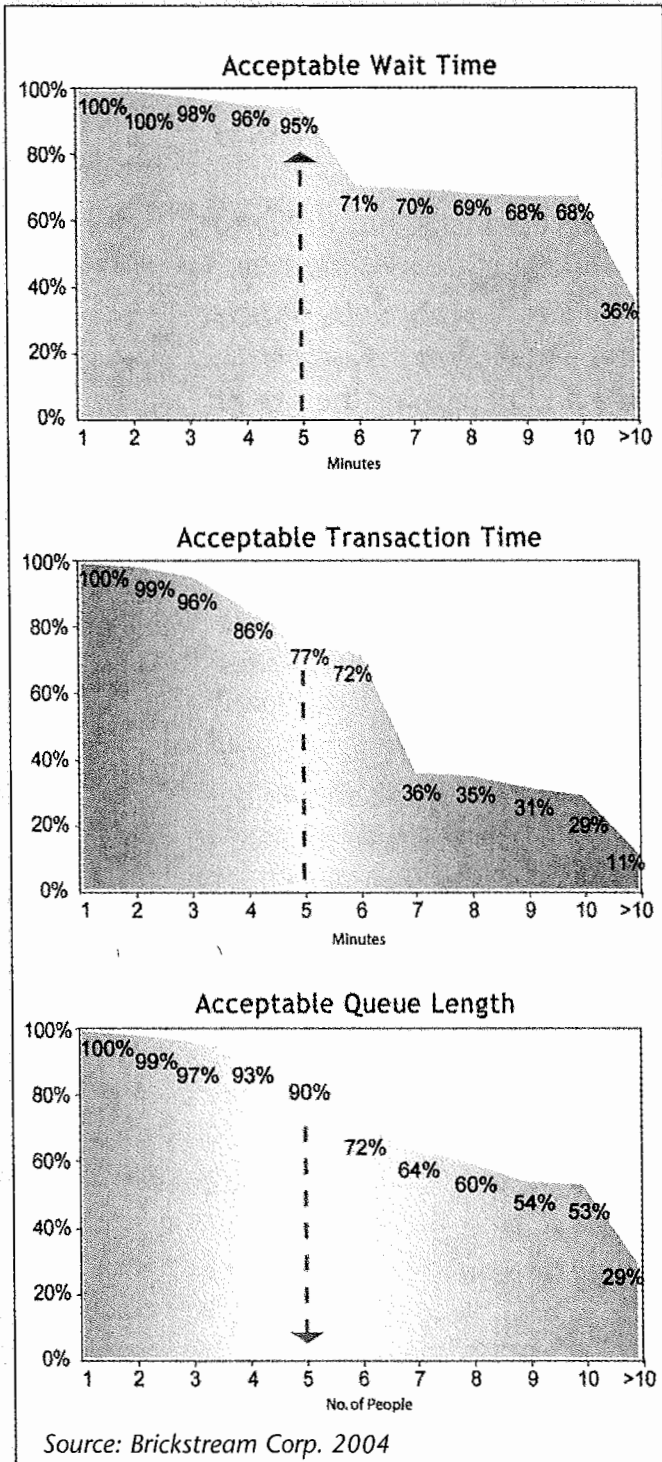 Acceptable Wait Time
100%
80%
60%
40%
20%
0%
100% 100% 98% 96% 95% 71% 70% 69% 68% 68% 36%
1 2 3 4 5 6 7 8 9 10 >10
Minutes
Acceptable Transaction Time
100%
80%
60%
40%
20%
0%
100% 99% 96% 86% 77% 72% 36% 35% 31% 29% 11%
1 2 3 4 5 6 7 8 9 10 >10
Minutes
Acceptable Queue Length
100%
80%
60%
40%
20%
0%
100% 99% 97% 93% 90% 72% 64% 60% 54% 53% 29%
1 2 3 4 5 6 7 8 9 10 >10
No. of People
Source: Brickstream Corp. 2004